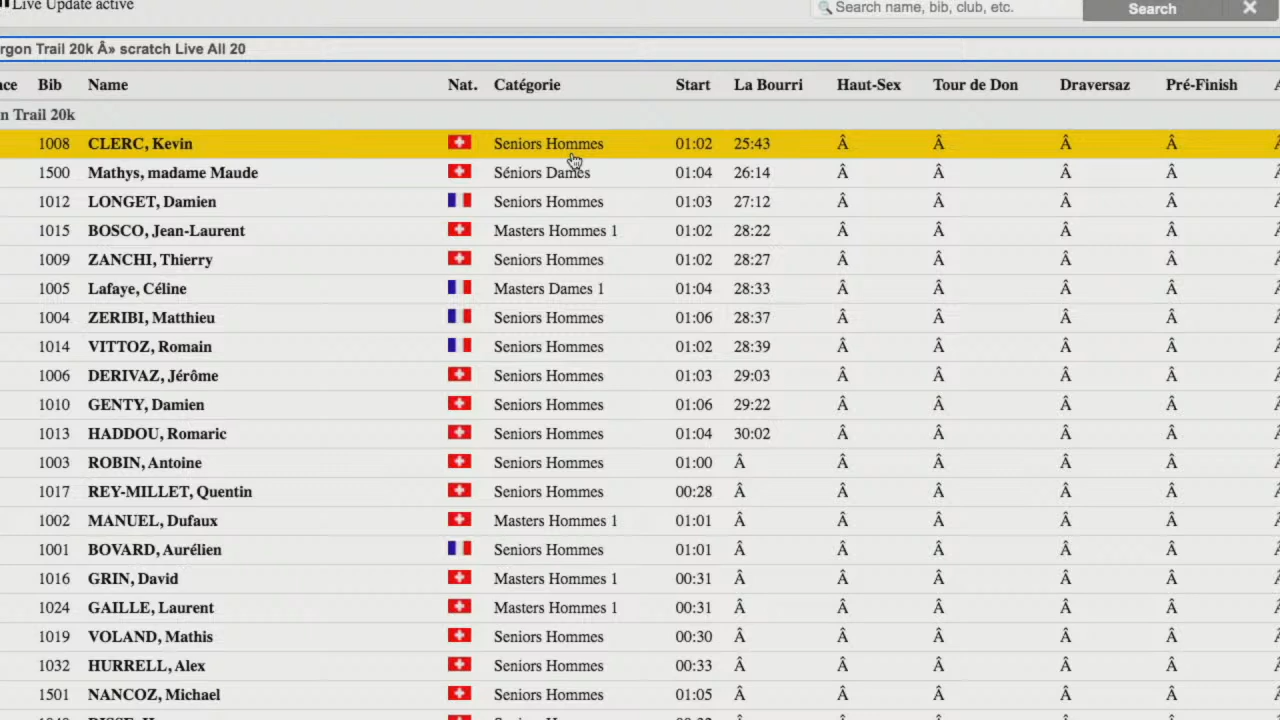 Live Update active
Search name, bib, club, etc.
Search
rgon Trail 20k Â» scratch Live All 20
Bib Name Nat. Catégorie Start La Bourri Haut-Sex Tour de Don Draversaz Pré-Finish
n Trail 20k
1008 CLERC, Kevin Seniors Hommes 01:02 25:43 Â Â Â Â
1500 Mathys, madame Maude Séniors Dames 01:04 26:14 Â Â Â Â
1012 LONGET, Damien Seniors Hommes 01:03 27:12 Â Â Â Â
1015 BOSCO, Jean-Laurent Masters Hommes 1 01:02 28:22 Â Â Â Â
1009 ZANCHI, Thierry Seniors Hommes 01:02 28:27 Â Â Â Â
1005 Lafaye, Céline Masters Dames 1 01:04 28:33 Â Â Â Â
1004 ZERIBI, Matthieu Seniors Hommes 01:06 28:37 Â Â Â Â
1014 VITTOZ, Romain Seniors Hommes 01:02 28:39 Â Â Â Â
1006 DERIVAZ, Jérôme Seniors Hommes 01:03 29:03 Â Â Â Â
1010 GENTY, Damien Seniors Hommes 01:06 29:22 Â Â Â Â
1013 HADDOU, Romaric Seniors Hommes 01:04 30:02 Â Â Â Â
1003 ROBIN, Antoine Seniors Hommes 01:00 Â Â Â Â Â
1017 REY-MILLET, Quentin Seniors Hommes 00:28 Â Â Â Â Â
1002 MANUEL, Dufaux Masters Hommes 1 01:01 Â Â Â Â Â
1001 BOVARD, Aurélien Seniors Hommes 01:01 Â Â Â Â Â
1016 GRIN, David Masters Hommes 1 00:31 Â Â Â Â Â
1024 GAILLE, Laurent Masters Hommes 1 00:31 Â Â Â Â Â
1019 VOLAND, Mathis Seniors Hommes 00:30 Â Â Â Â Â
1032 HURRELL, Alex Seniors Hommes 00:33 Â Â Â Â Â
1501 NANCOZ, Michael Seniors Hommes 01:05 Â Â Â Â Â